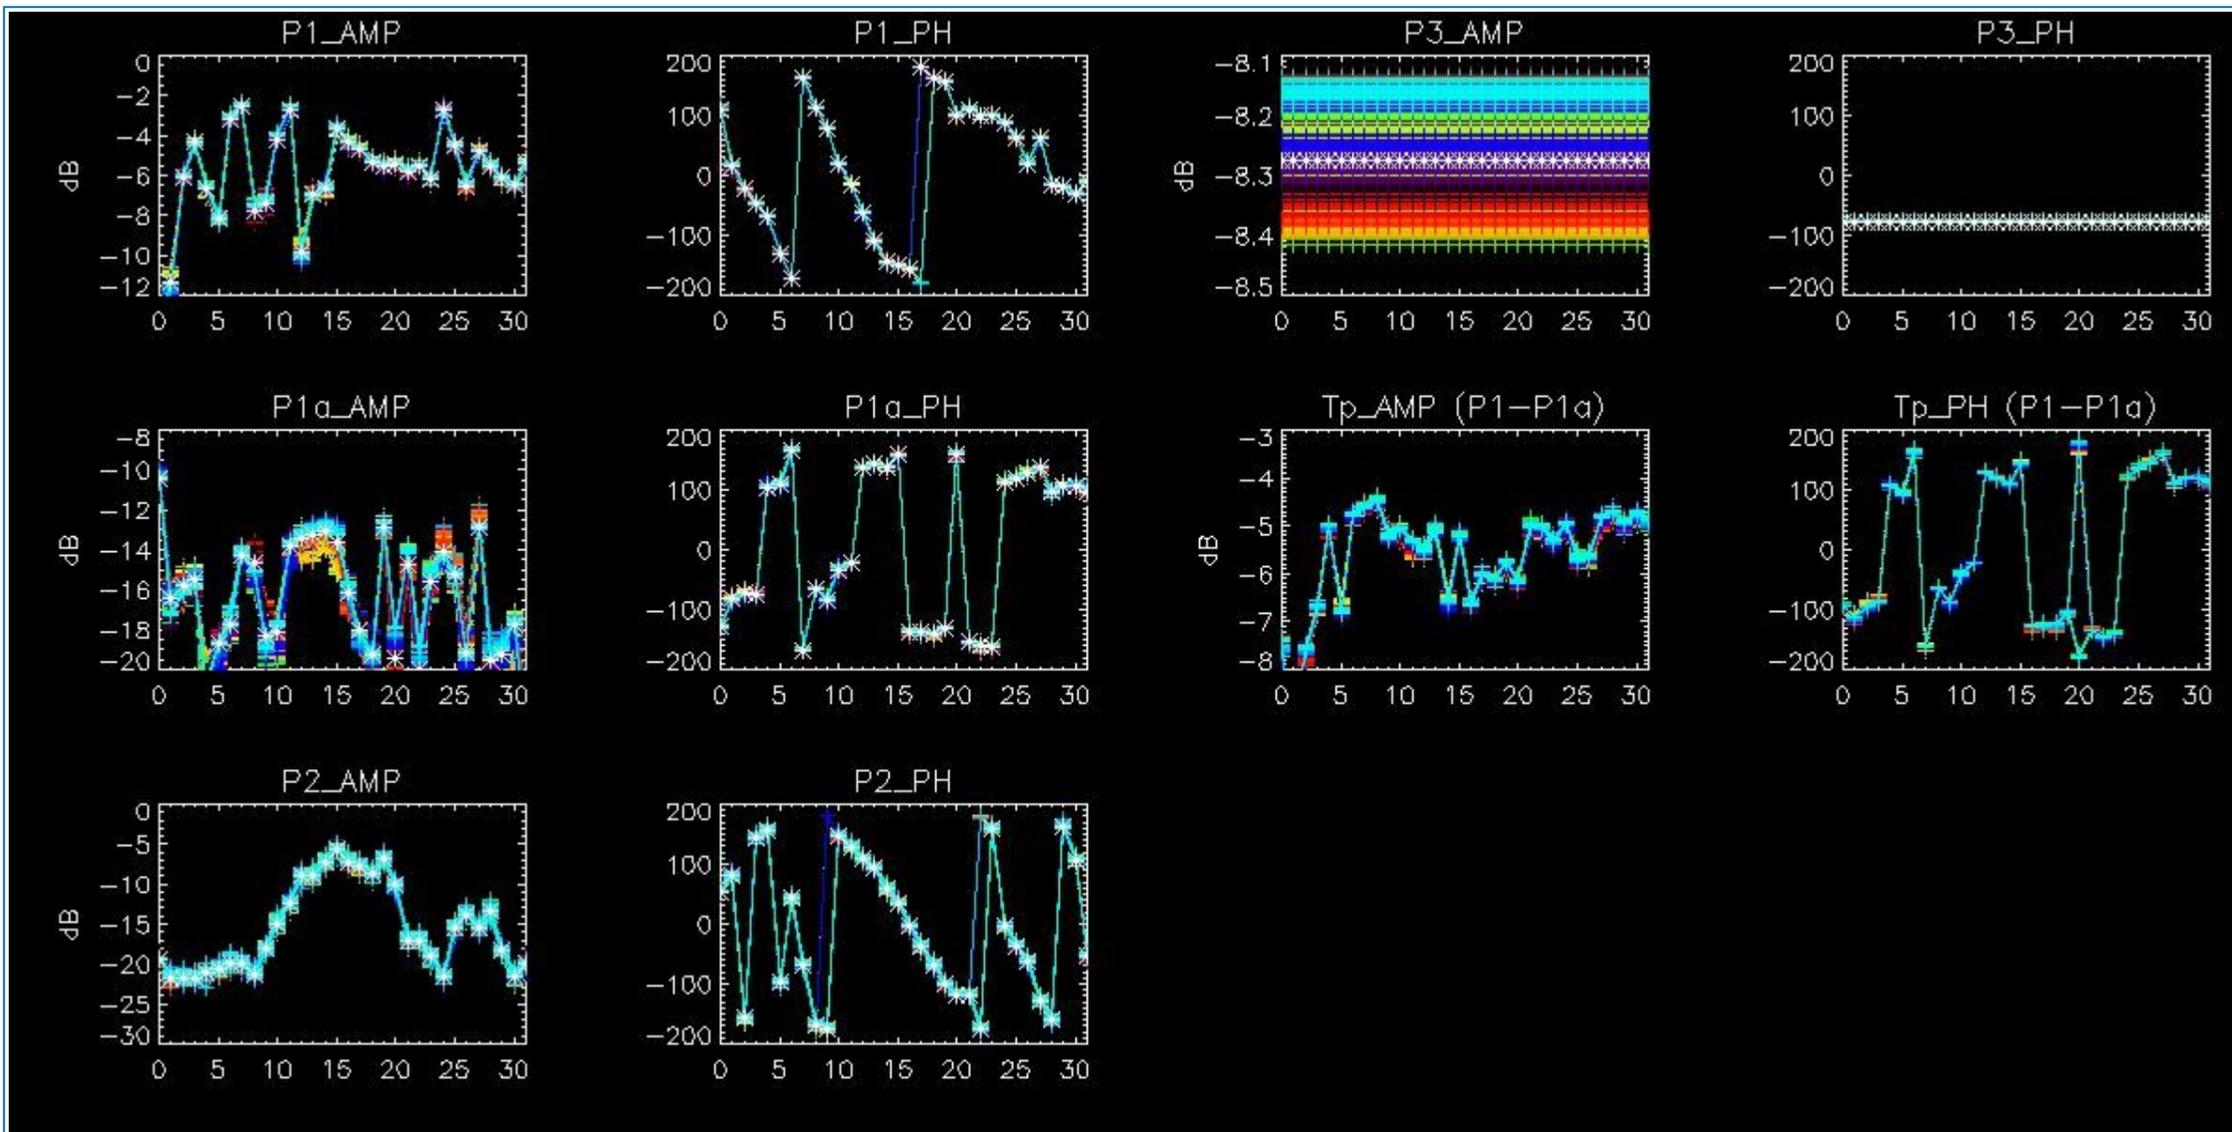 P1_AMP
0
−2
−4
−6
−8
−10
−12
dB
0 5 10 15 20 25 30
P1_PH
200
100
0
−100
−200
0 5 10 15 20 25 30
P3_AMP
−8.1
−8.2
−8.3
−8.4
−8.5
dB
0 5 10 15 20 25 30
P3_PH
200
100
0
−100
−200
0 5 10 15 20 25 30
P1a_AMP
−8
−10
−12
−14
−16
−18
−20
dB
0 5 10 15 20 25 30
P1a_PH
200
100
0
−100
−200
0 5 10 15 20 25 30
Tp_AMP (P1−P1a)
−3
−4
−5
−6
−7
−8
dB
0 5 10 15 20 25 30
Tp_PH (P1−P1a)
200
100
0
−100
−200
0 5 10 15 20 25 30
P2_AMP
0
−5
−10
−15
−20
−25
−30
dB
0 5 10 15 20 25 30
P2_PH
200
100
0
−100
−200
0 5 10 15 20 25 30